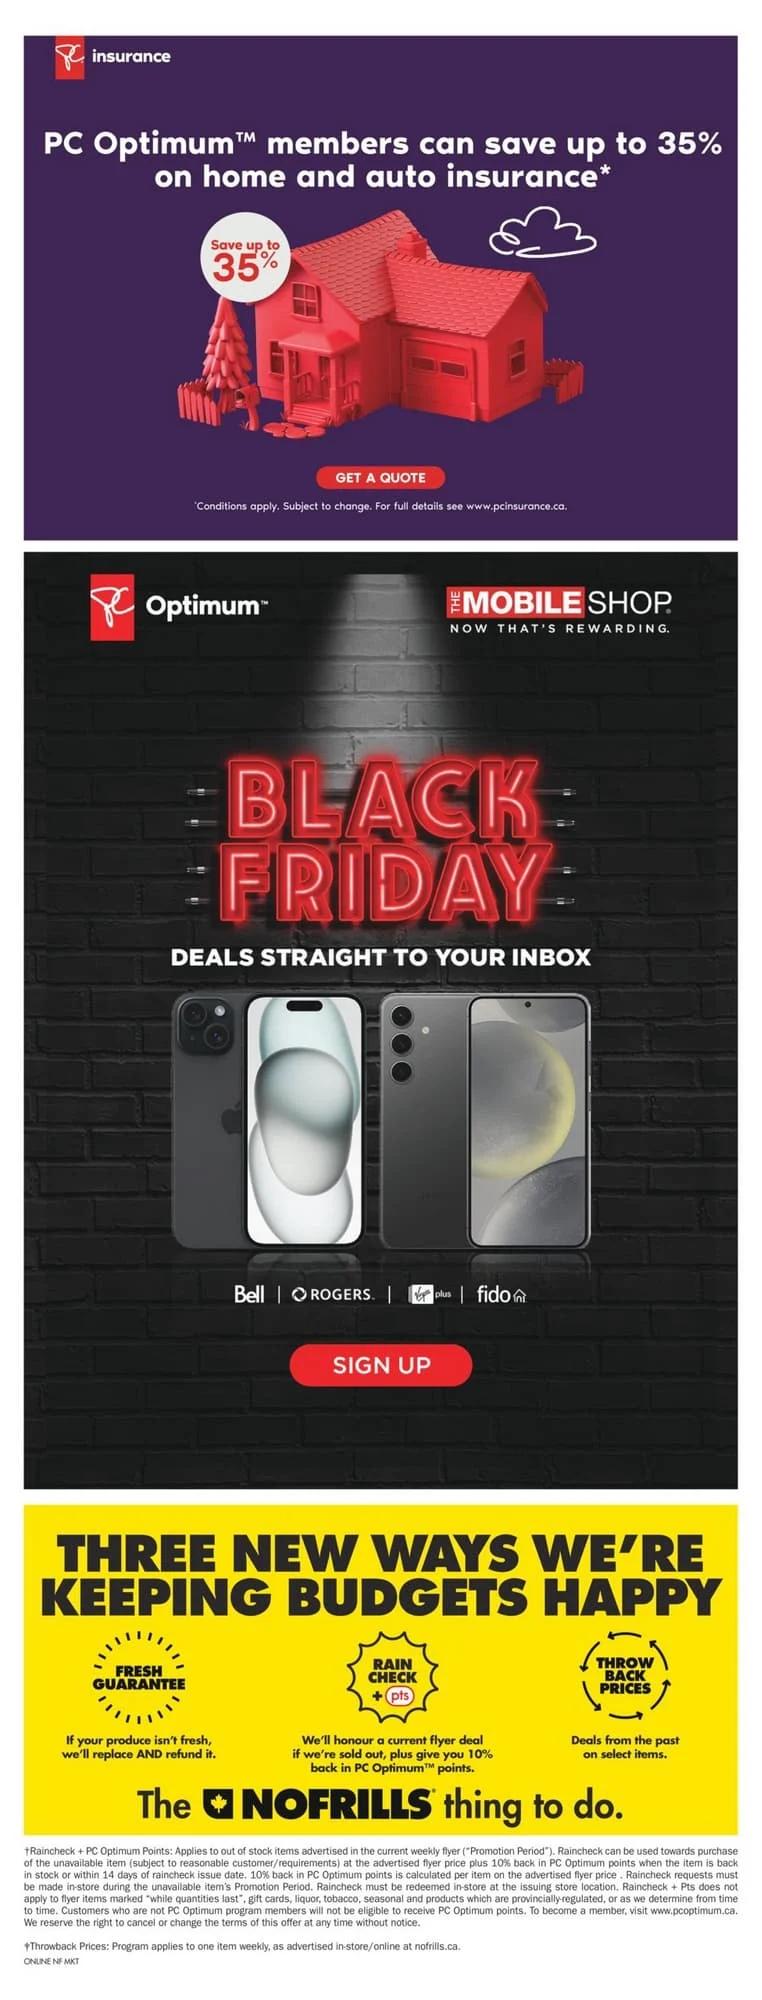 PC insurance
PC Optimum™ members can save up to 35%
on home and auto insurance*
Save up to
35%
GET A QUOTE
*Conditions apply. Subject to change. For full details see www.pcinsurance.ca.
PC Optimum™
THE MOBILE SHOP®
NOW THAT'S REWARDING.
BLACK
FRIDAY
DEALS STRAIGHT TO YOUR INBOX
Bell | ROGERS™ | Virgin plus | fido
SIGN UP
THREE NEW WAYS WE'RE
KEEPING BUDGETS HAPPY
FRESH
GUARANTEE
If your produce isn't fresh,
we'll replace AND refund it.
RAIN
CHECK
+ pts
We'll honour a current flyer deal
if we're sold out, plus give you 10%
back in PC Optimum™ points.
THROW
BACK
PRICES
Deals from the past
on select items.
The NOFRILLS® thing to do.
†Raincheck + PC Optimum Points: Applies to out of stock items advertised in the current weekly flyer ("Promotion Period"). Raincheck can be used towards purchase
of the unavailable item (subject to reasonable customer/requirements) at the advertised flyer price plus 10% back in PC Optimum points when the item is back
in stock or within 14 days of raincheck issue date. 10% back in PC Optimum points is calculated per item on the advertised flyer price . Raincheck requests must
be made in-store during the unavailable item's Promotion Period. Raincheck must be redeemed in-store at the issuing store location. Raincheck + Pts does not
apply to flyer items marked "while quantities last", gift cards, liquor, tobacco, seasonal and products which are provincially-regulated, or as we determine from time
to time. Customers who are not PC Optimum program members will not be eligible to receive PC Optimum points. To become a member, visit www.pcoptimum.ca.
We reserve the right to cancel or change the terms of this offer at any time without notice.
†Throwback Prices: Program applies to one item weekly, as advertised in-store/online at nofrills.ca.
ONLINE NF MKT